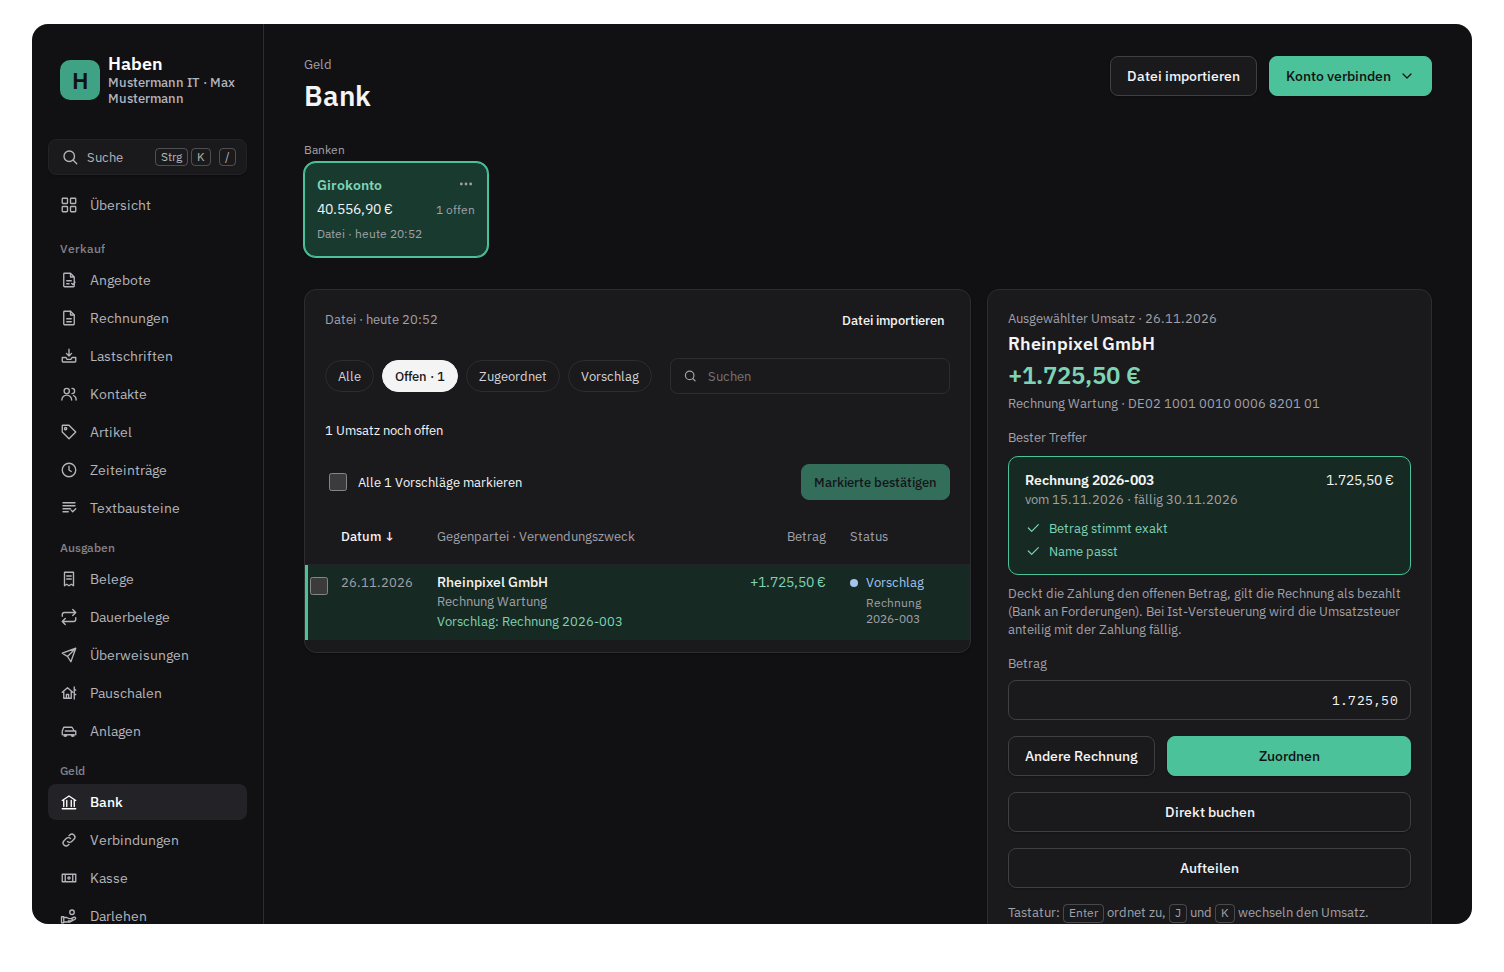 H
Haben
Mustermann IT · Max
Mustermann
Suche
Strg K /
Übersicht
Verkauf
Angebote
Rechnungen
Lastschriften
Kontakte
Artikel
Zeiteinträge
Textbausteine
Ausgaben
Belege
Dauerbelege
Überweisungen
Pauschalen
Anlagen
Geld
Bank
Verbindungen
Kasse
Darlehen
Geld
Bank
Datei importieren
Konto verbinden
Banken
Girokonto
40.556,90 € 1 offen
Datei · heute 20:52
Datei · heute 20:52 Datei importieren
Alle Offen · 1 Zugeordnet Vorschlag Suchen
1 Umsatz noch offen
Alle 1 Vorschläge markieren Markierte bestätigen
Datum ↓ Gegenpartei · Verwendungszweck Betrag Status
26.11.2026 Rheinpixel GmbH +1.725,50 € Vorschlag
Rechnung Wartung Rechnung
Vorschlag: Rechnung 2026-003 2026-003
Ausgewählter Umsatz · 26.11.2026
Rheinpixel GmbH
+1.725,50 €
Rechnung Wartung · DE02 1001 0010 0006 8201 01
Bester Treffer
Rechnung 2026-003 1.725,50 €
vom 15.11.2026 · fällig 30.11.2026
Betrag stimmt exakt
Name passt
Deckt die Zahlung den offenen Betrag, gilt die Rechnung als bezahlt
(Bank an Forderungen). Bei Ist-Versteuerung wird die Umsatzsteuer
anteilig mit der Zahlung fällig.
Betrag
1.725,50
Andere Rechnung Zuordnen
Direkt buchen
Aufteilen
Tastatur: Enter ordnet zu, J und K wechseln den Umsatz.